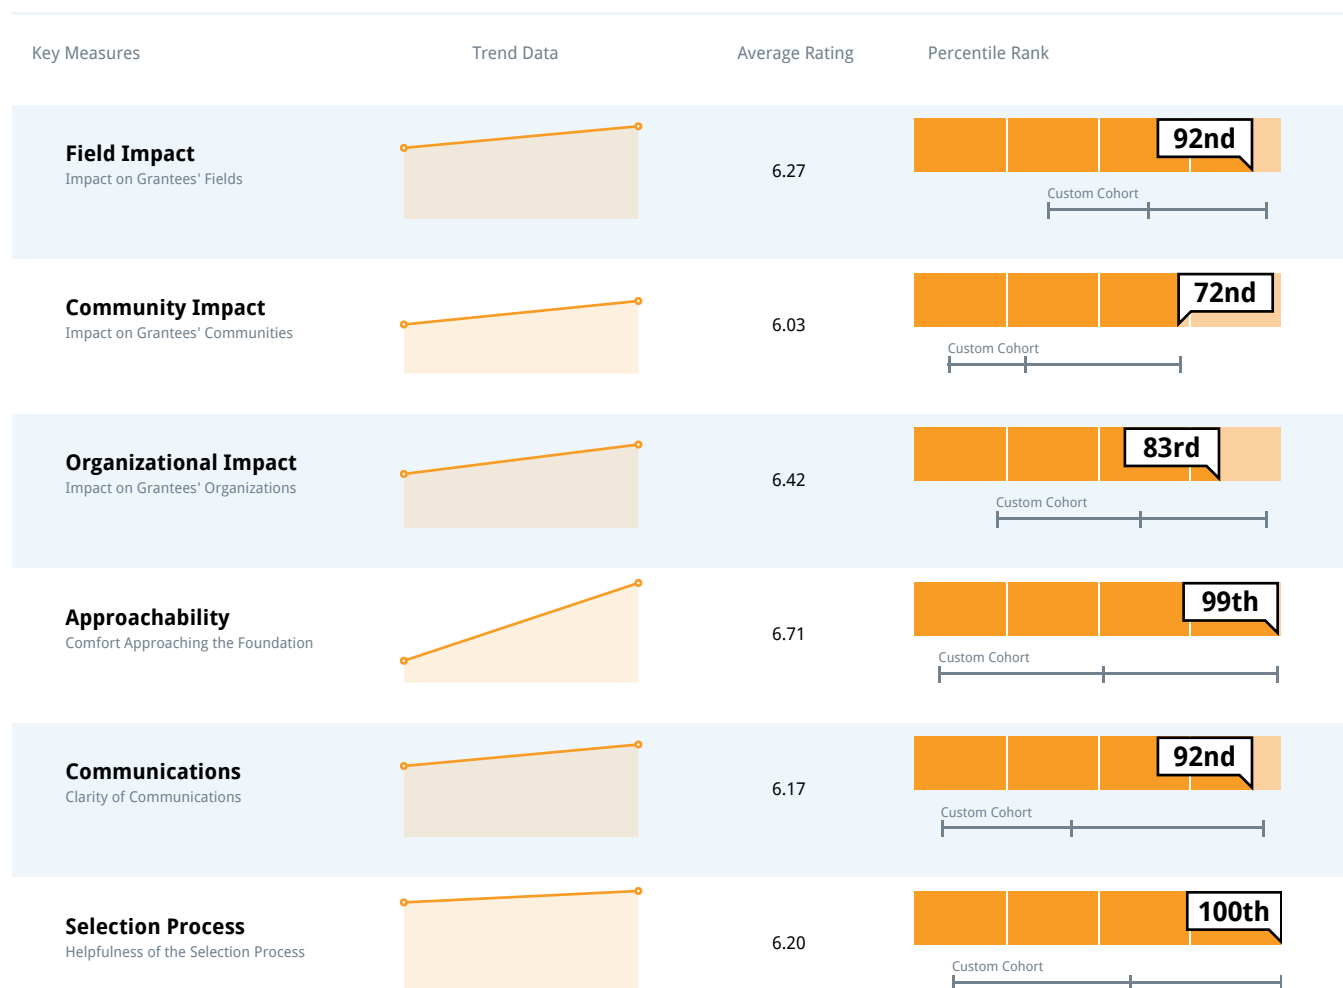 Key Measures Trend Data Average Rating Percentile Rank
Field Impact
Impact on Grantees' Fields
6.27
92nd
Custom Cohort
Community Impact
Impact on Grantees' Communities
6.03
72nd
Custom Cohort
Organizational Impact
Impact on Grantees' Organizations
6.42
83rd
Custom Cohort
Approachability
Comfort Approaching the Foundation
6.71
99th
Custom Cohort
Communications
Clarity of Communications
6.17
92nd
Custom Cohort
Selection Process
Helpfulness of the Selection Process
6.20
100th
Custom Cohort